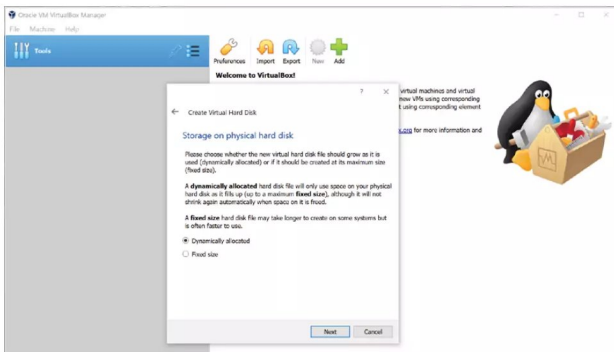 Oracle VM VirtualBox Manager
File Machine Help
Tools
Preferences Import Export New Add
Welcome to VirtualBox!
virtual machines and virtual
new VMs using corresponding
using corresponding element
.org for more information and
? ×
Create Virtual Hard Disk
Storage on physical hard disk
Please choose whether the new virtual hard disk file should grow as it is
used (dynamically allocated) or if it should be created at its maximum size
(fixed size).
A dynamically allocated hard disk file will only use space on your physical
hard disk as it fills up (up to a maximum fixed size), although it will not
shrink again automatically when space on it is freed.
A fixed size hard disk file may take longer to create on some systems but
is often faster to use.
Dynamically allocated
Fixed size
Next Cancel